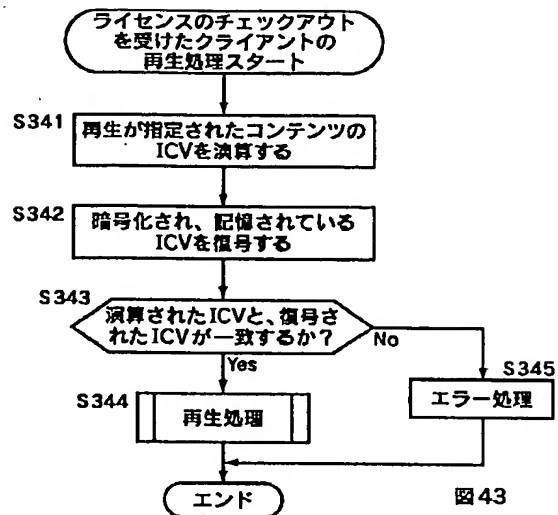 ライセンスのチェックアウト
を受けたクライアントの
再生処理スタート
S341
再生が指定されたコンテンツの
ICVを演算する
S342
暗号化され、記憶されている
ICVを復号する
S343
演算されたICVと、復号さ
れたICVが一致するか?
No
Yes
S344
再生処理
S345
エラー処理
エンド
図43